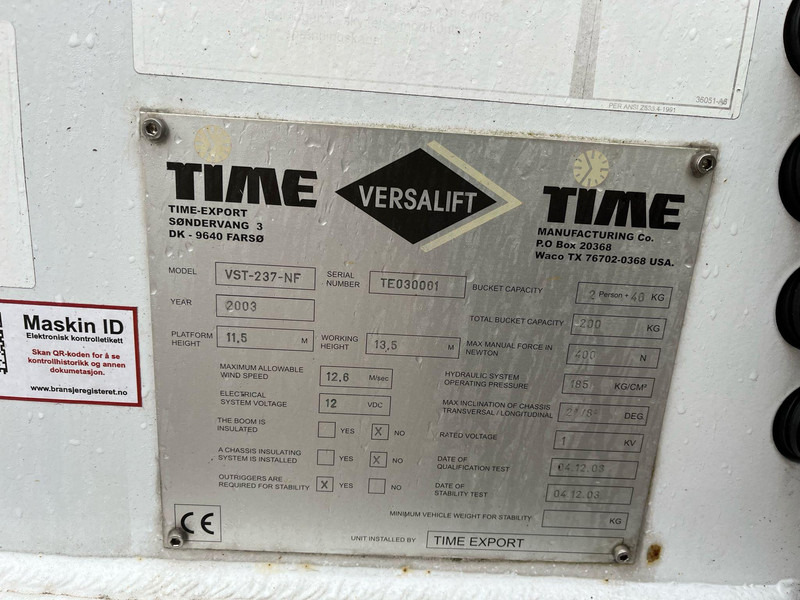 36051-AB
PER ANSI Z535.4-1991
TIME
TIME-EXPORT
SØNDERVANG 3
DK - 9640 FARSØ
VERSALIFT
TIME
MANUFACTURING Co.
P.O Box 20368
Waco TX 76702-0368 USA.
MODEL VST-237-NF
SERIAL NUMBER TE030061
YEAR 2003
PLATFORM HEIGHT 11,5 M
WORKING HEIGHT 13,5 M
MAXIMUM ALLOWABLE WIND SPEED 12,6 M/sec
ELECTRICAL SYSTEM VOLTAGE 12 VDC
THE BOOM IS INSULATED YES X NO
A CHASSIS INSULATING SYSTEM IS INSTALLED YES X NO
OUTRIGGERS ARE REQUIRED FOR STABILITY X YES NO
BUCKET CAPACITY 2 Person + 40 KG
TOTAL BUCKET CAPACITY 200 KG
MAX MANUAL FORCE IN NEWTON 400 N
HYDRAULIC SYSTEM OPERATING PRESSURE 185 KG/CM²
MAX INCLINATION OF CHASSIS TRANSVERSAL / LONGITUDINAL DEG.
RATED VOLTAGE 1 KV
DATE OF QUALIFICATION TEST 04.12.03
DATE OF STABILITY TEST 04.12.03
MINIMUM VEHICLE WEIGHT FOR STABILITY KG
UNIT INSTALLED BY TIME EXPORT
CE
Maskin ID
Elektronisk kontrolletikett
Skan QR-koden for å se
kontrollhistorikk og annen
dokumetasjon.
www.bransjeregisteret.no